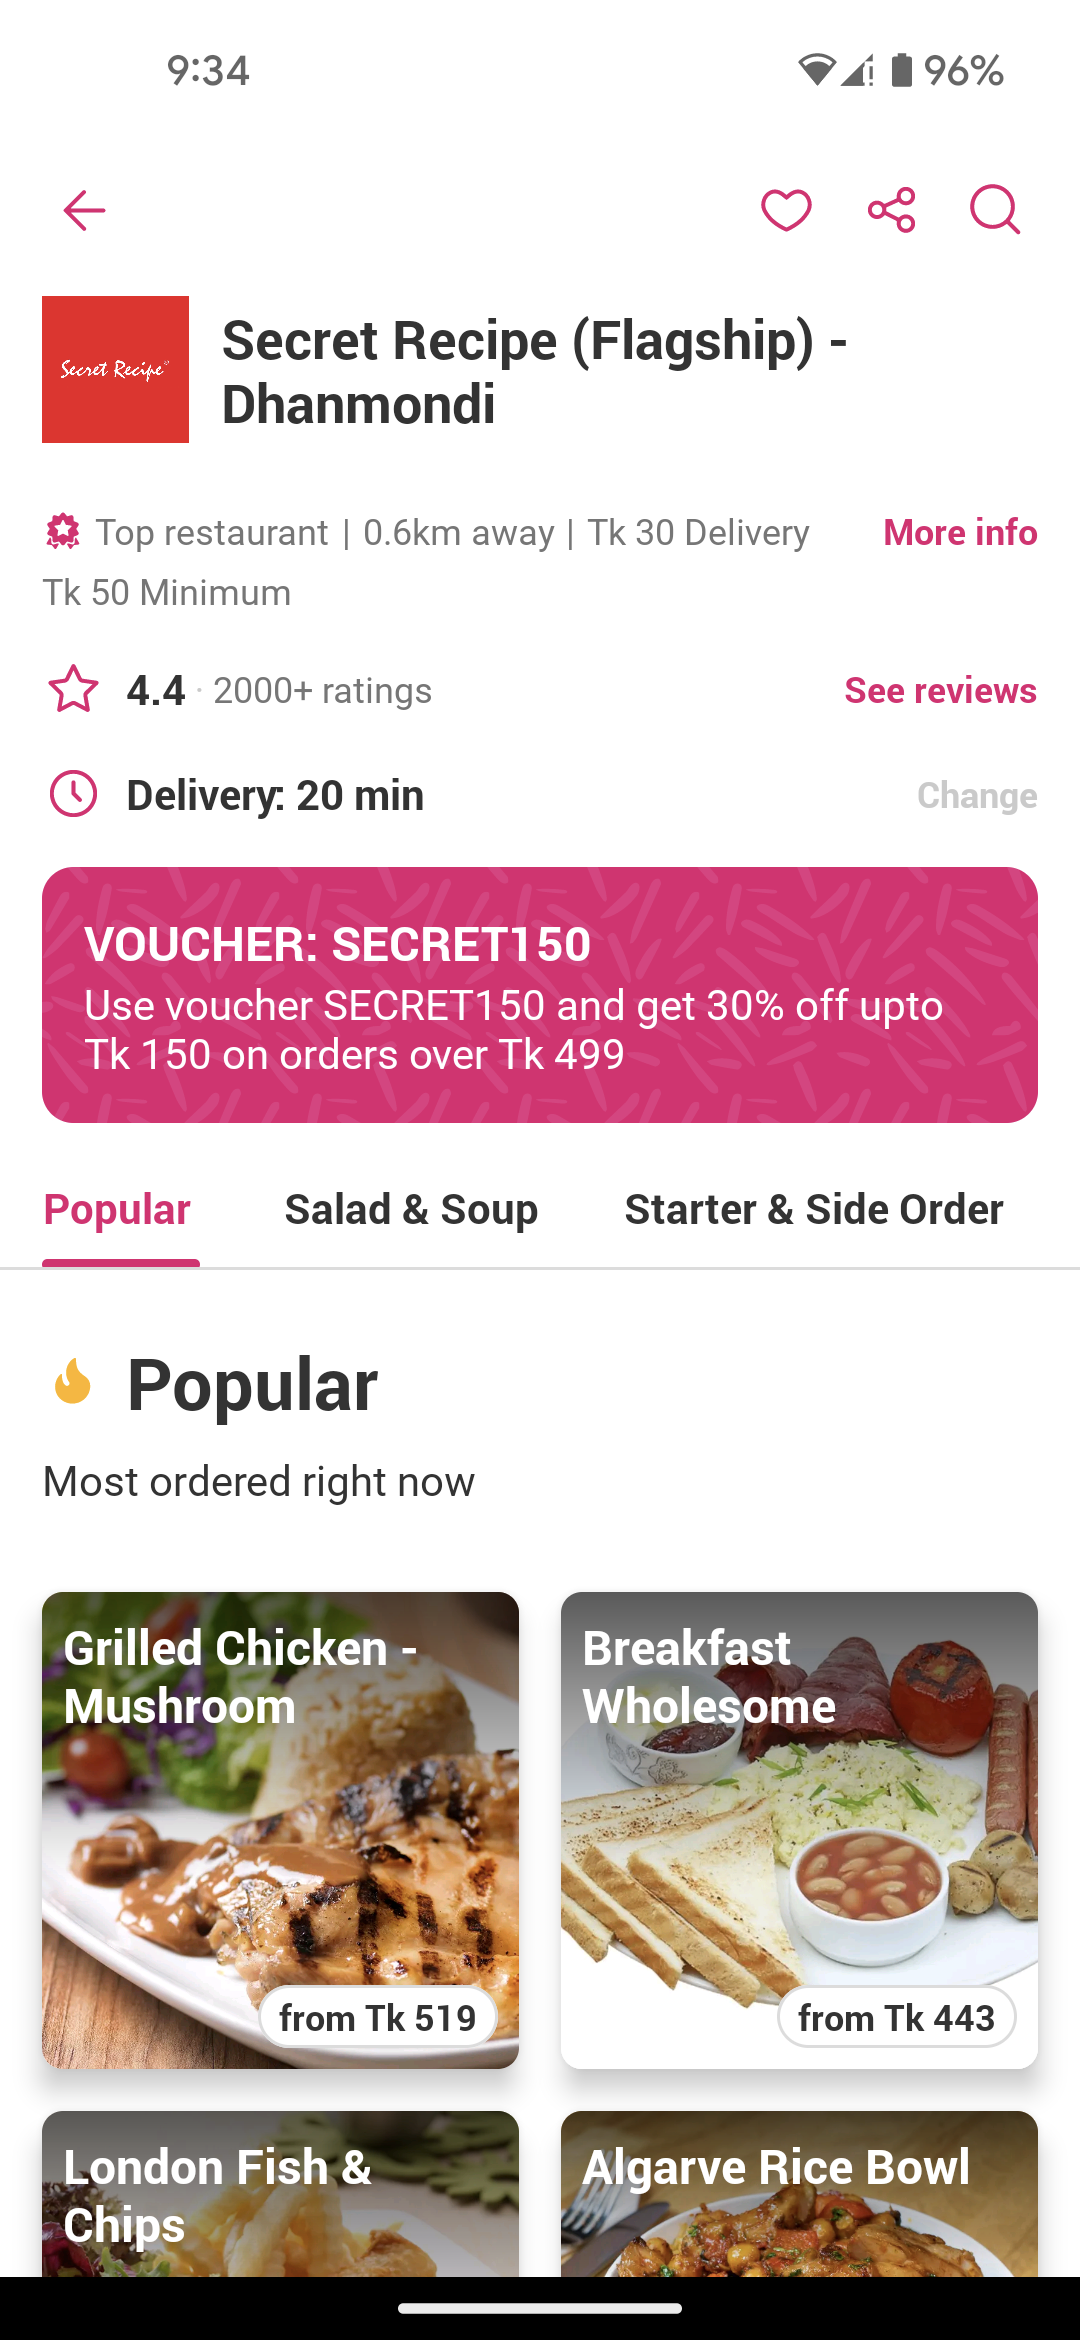 9:34
96%
Secret Recipe
Secret Recipe (Flagship) -
Dhanmondi
Top restaurant | 0.6km away | Tk 30 Delivery
More info
Tk 50 Minimum
4.4 · 2000+ ratings
See reviews
Delivery: 20 min
Change
VOUCHER: SECRET150
Use voucher SECRET150 and get 30% off upto
Tk 150 on orders over Tk 499
Popular
Salad & Soup
Starter & Side Order
Popular
Most ordered right now
Grilled Chicken -
Mushroom
from Tk 519
Breakfast
Wholesome
from Tk 443
London Fish &
Chips
Algarve Rice Bowl